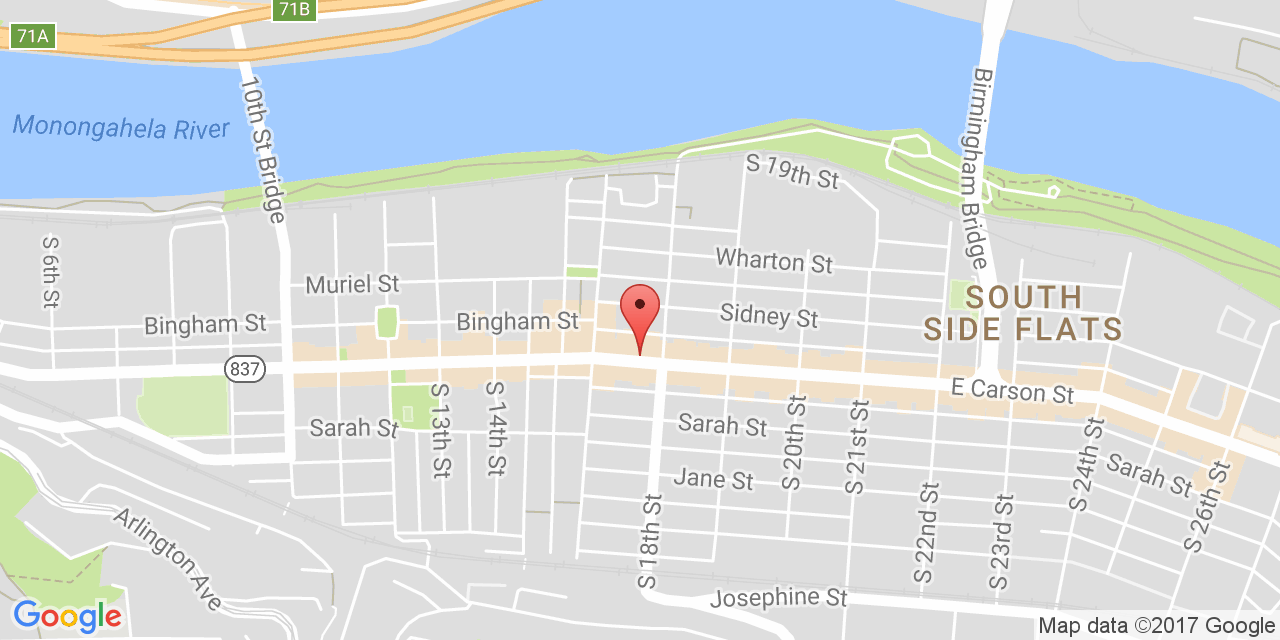 71B
71A
10th St Bridge
Monongahela River
Birmingham Bridge
S 19th St
S 6th St
Wharton St
Muriel St
SOUTH
SIDE FLATS
Bingham St
Bingham St
Sidney St
837
E Carson St
S 13th St
S 14th St
Sarah St
Sarah St
S 20th St
S 21st St
S 24th St
Sarah St
Jane St
S 26th St
S 22nd St
S 23rd St
S 18th St
Arlington Ave
Josephine St
Google
Map data ©2017 Google